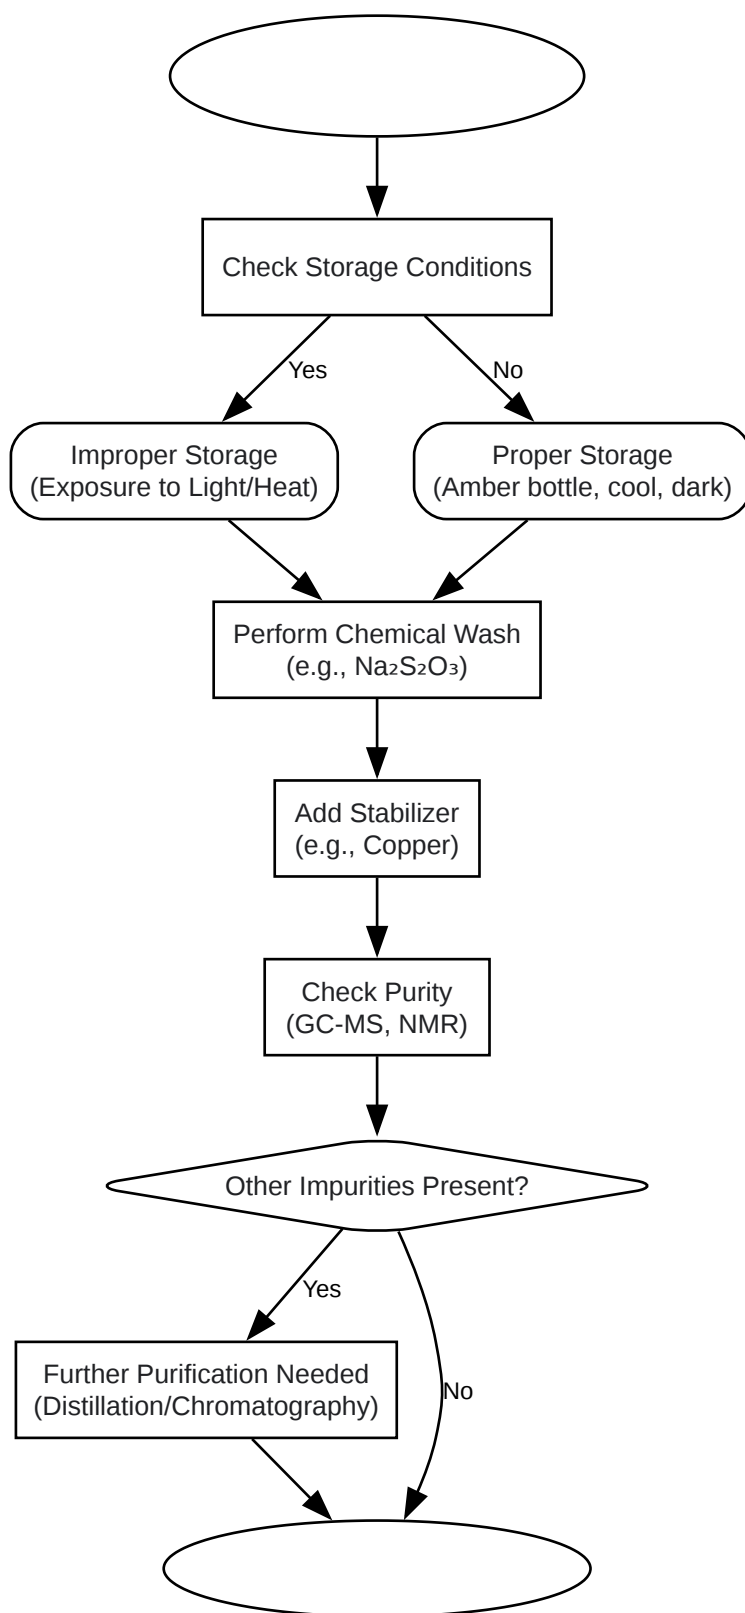 Check Storage Conditions
Yes
No
Improper Storage
(Exposure to Light/Heat)
Proper Storage
(Amber bottle, cool, dark)
Perform Chemical Wash
(e.g., Na₂S₂O₃)
Add Stabilizer
(e.g., Copper)
Check Purity
(GC-MS, NMR)
Other Impurities Present?
Yes
Further Purification Needed
(Distillation/Chromatography)
No